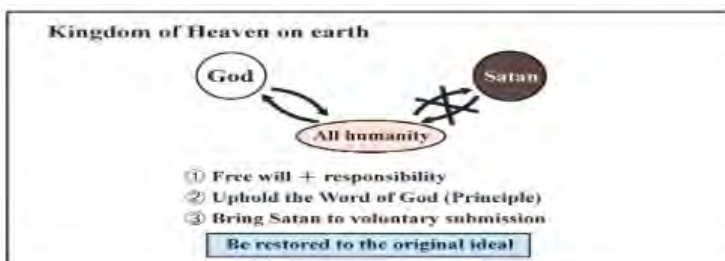 Kingdom of Heaven on earth
God
Satan
All humanity
① Free will + responsibility
② Uphold the Word of God (Principle)
③ Bring Satan to voluntary submission
Be restored to the original ideal